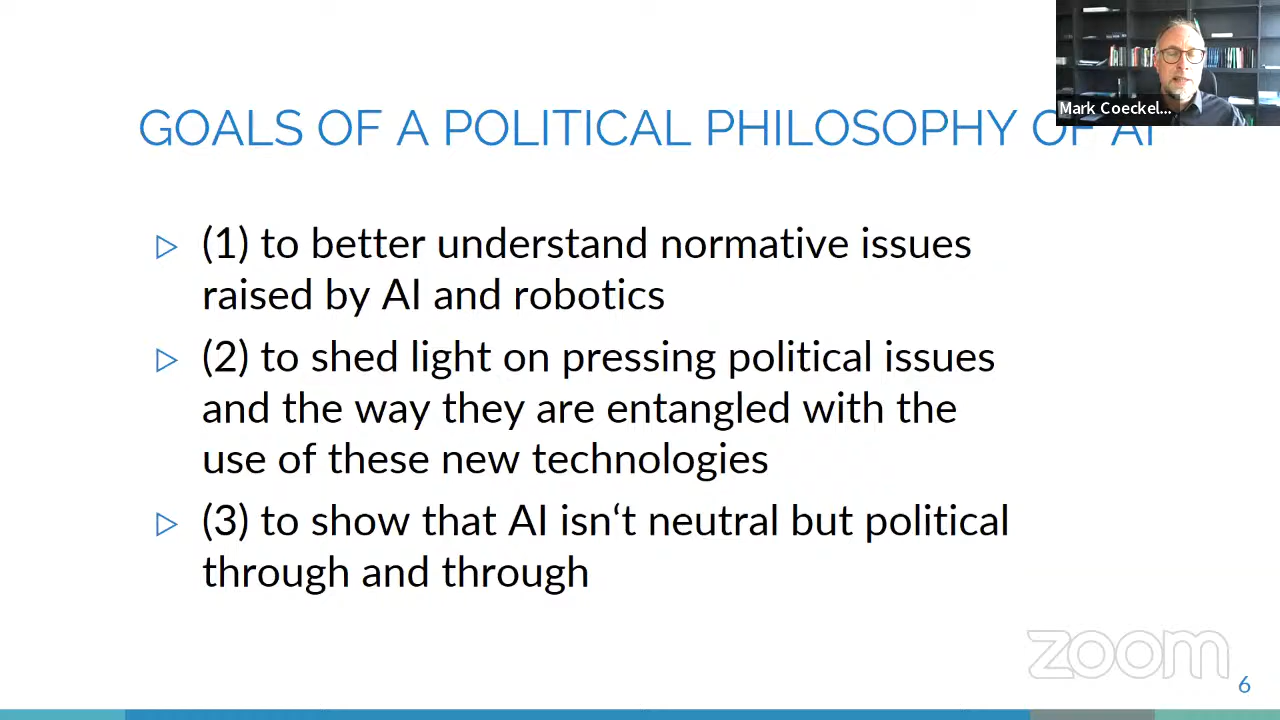 Mark Coeckel...
GOALS OF A POLITICAL PHILOSOPHY OF AI
(1) to better understand normative issues
raised by AI and robotics
(2) to shed light on pressing political issues
and the way they are entangled with the
use of these new technologies
(3) to show that AI isn‘t neutral but political
through and through
zoom
6